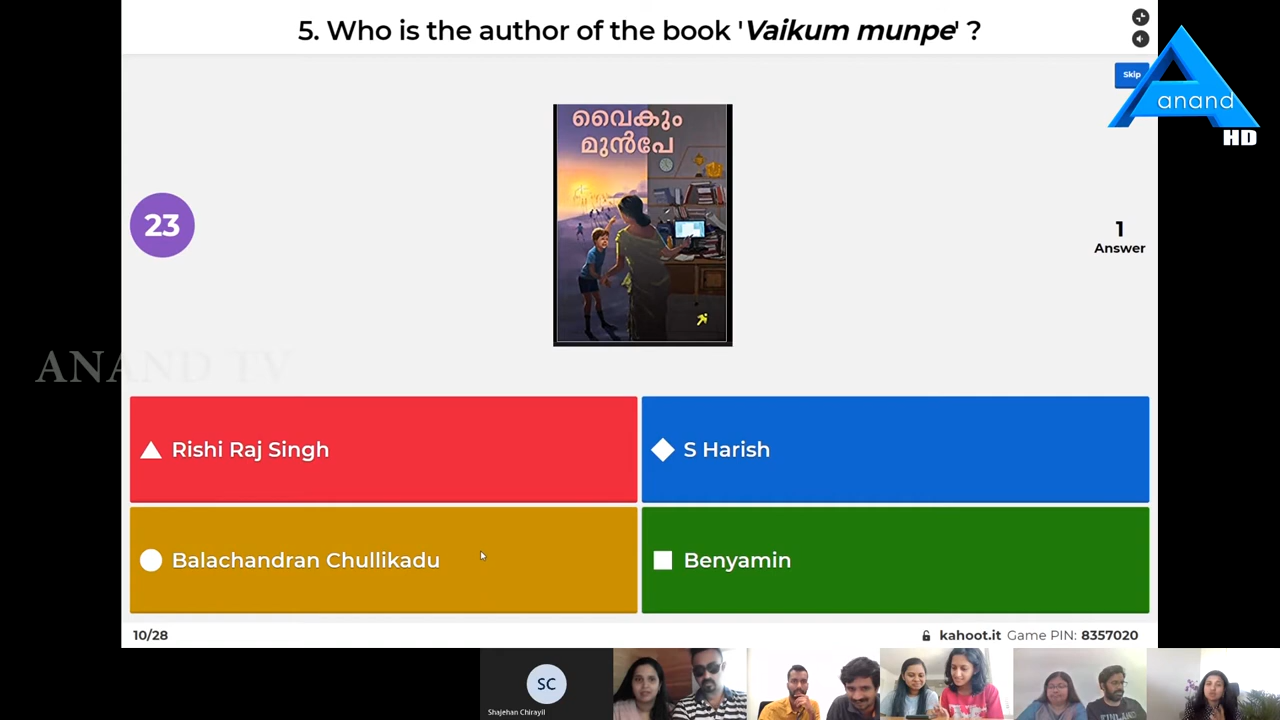 5. Who is the author of the book 'Vaikum munpe' ?
Skip
anand
HD
വൈകും
മുൻപേ
23
1
Answer
ANAND TV
Rishi Raj Singh
S Harish
Balachandran Chullikadu
Benyamin
10/28
kahoot.it Game PIN: 8357020
SC
Shajehan Chirayil